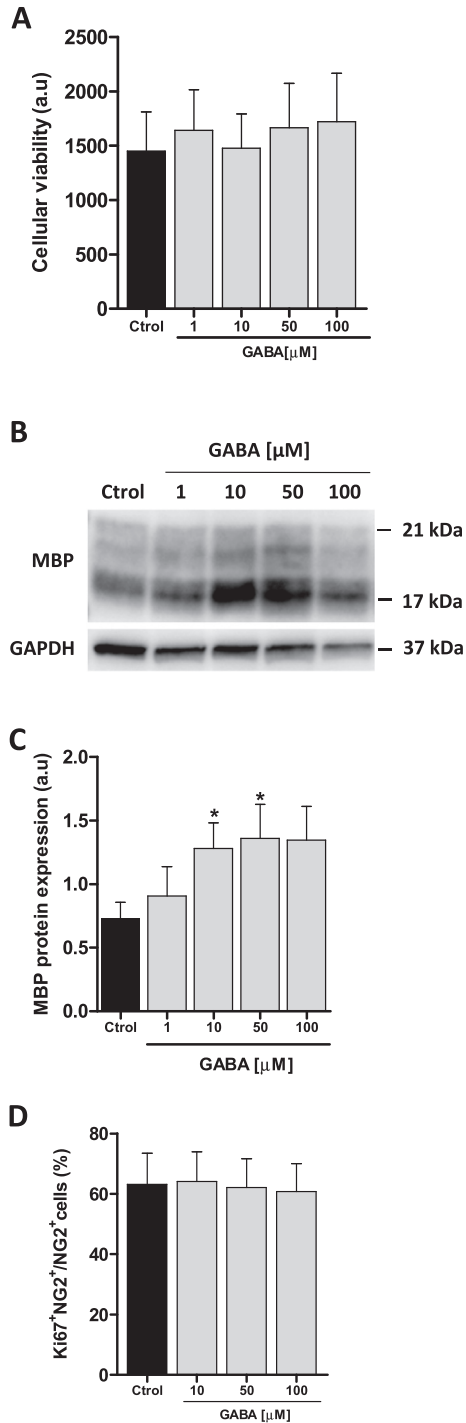 A
Cellular viability (a.u)
2500
2000
1500
1000
500
0
Ctrol 1 10 50 100
GABA[μM]
B
GABA [μM]
Ctrol 1 10 50 100
MBP
21 kDa
17 kDa
GAPDH
37 kDa
C
MBP protein expression (a.u)
2.0
1.5
1.0
0.5
0.0
* *
Ctrol 1 10 50 100
GABA [μM]
D
Ki67⁺NG2⁺/NG2⁺cells (%)
80
60
40
20
0
Ctrol 10 50 100
GABA [μM]